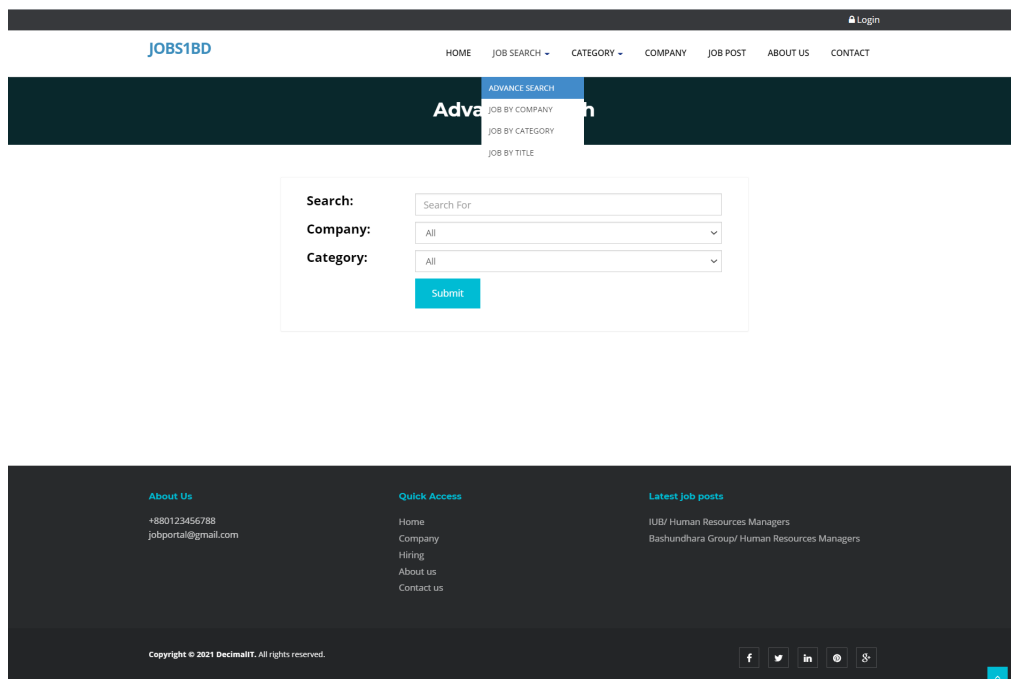 Login
JOBS1BD
HOME JOB SEARCH CATEGORY COMPANY JOB POST ABOUT US CONTACT
ADVANCE SEARCH
JOB BY COMPANY
JOB BY CATEGORY
JOB BY TITLE
Search:
Search For
Company:
All
Category:
All
Submit
About Us
+880123456788
jobportal@gmail.com
Quick Access
Home
Company
Hiring
About us
Contact us
Latest job posts
IUB/ Human Resources Managers
Bashundhara Group/ Human Resources Managers
Copyright © 2021 DecimalIT. All rights reserved.